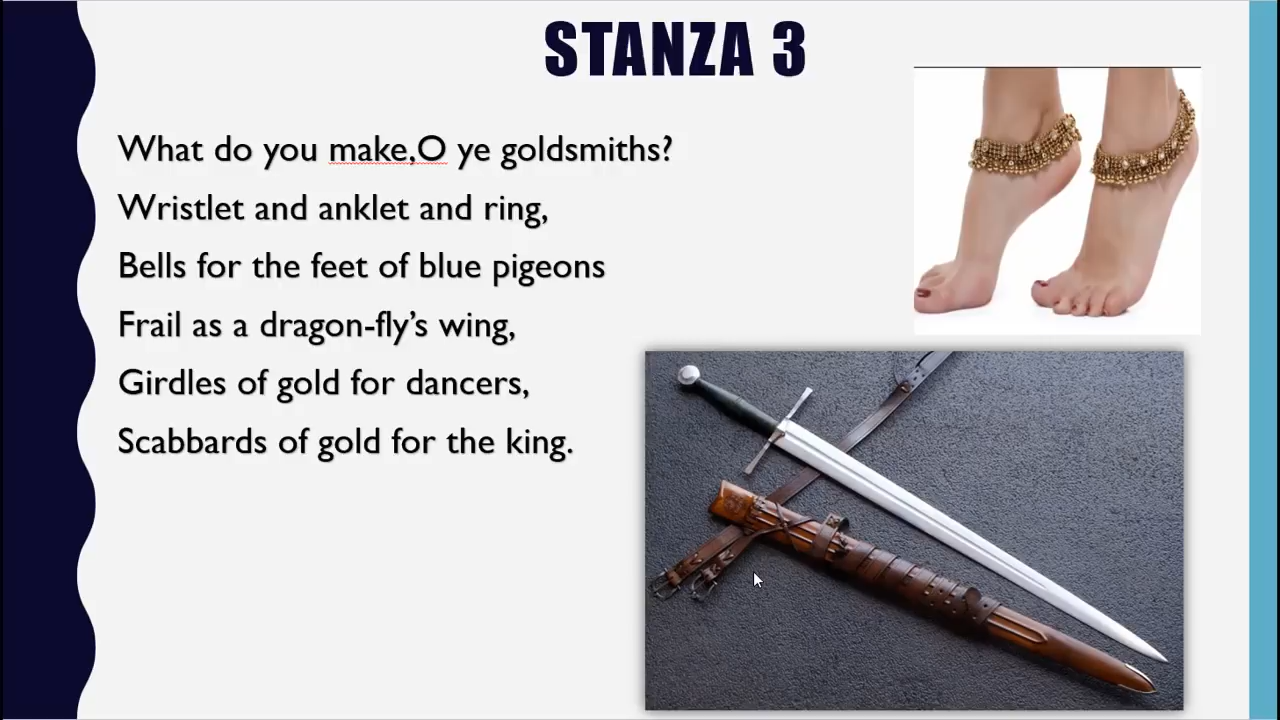 STANZA 3
What do you make,O ye goldsmiths?
Wristlet and anklet and ring,
Bells for the feet of blue pigeons
Frail as a dragon-fly’s wing,
Girdles of gold for dancers,
Scabbards of gold for the king.